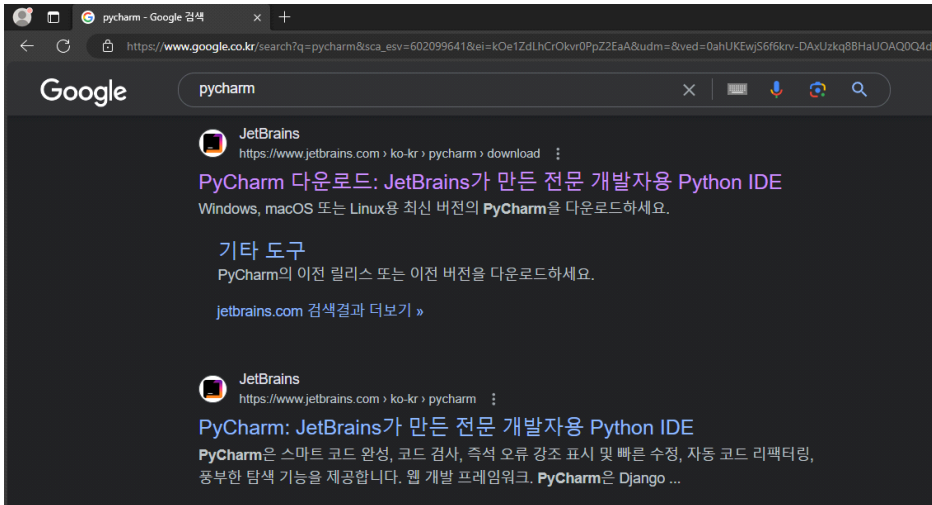 pycharm - Google 검색
https://www.google.co.kr/search?q=pycharm&sca_esv=602099641&ei=kOe1ZdLhCrOkvr0PpZ2EaA&udm=&ved=0ahUKEwjS6f6krv-DAxUzkq8BHaUOAQ0Q4d
Google
pycharm
JetBrains
https://www.jetbrains.com › ko-kr › pycharm › download
PyCharm 다운로드: JetBrains가 만든 전문 개발자용 Python IDE
Windows, macOS 또는 Linux용 최신 버전의 PyCharm을 다운로드하세요.
기타 도구
PyCharm의 이전 릴리스 또는 이전 버전을 다운로드하세요.
jetbrains.com 검색결과 더보기 »
JetBrains
https://www.jetbrains.com › ko-kr › pycharm
PyCharm: JetBrains가 만든 전문 개발자용 Python IDE
PyCharm은 스마트 코드 완성, 코드 검사, 즉석 오류 강조 표시 및 빠른 수정, 자동 코드 리팩터링,
풍부한 탐색 기능을 제공합니다. 웹 개발 프레임워크. PyCharm은 Django ...